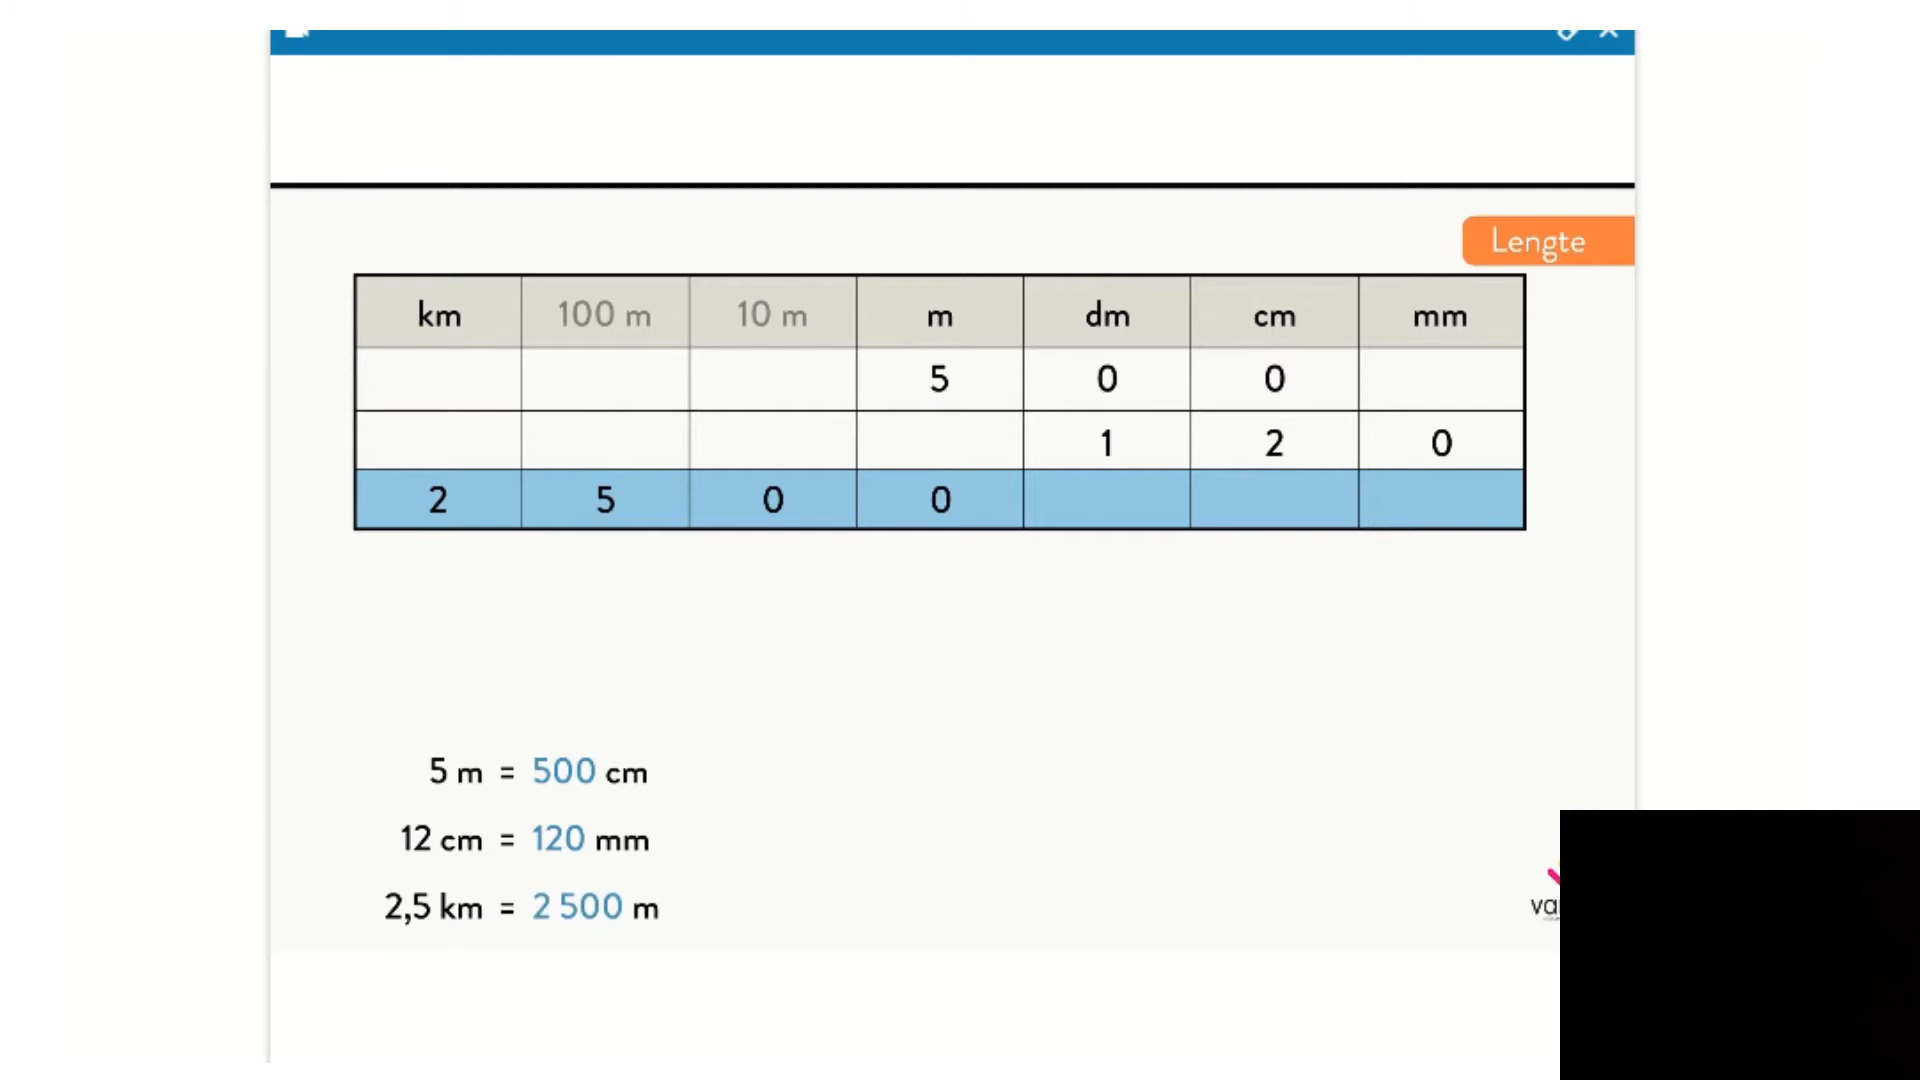 Lengte
km 100 m 10 m m dm cm mm
5 0 0
1 2 0
2 5 0 0
5 m = 500 cm
12 cm = 120 mm
2,5 km = 2 500 m